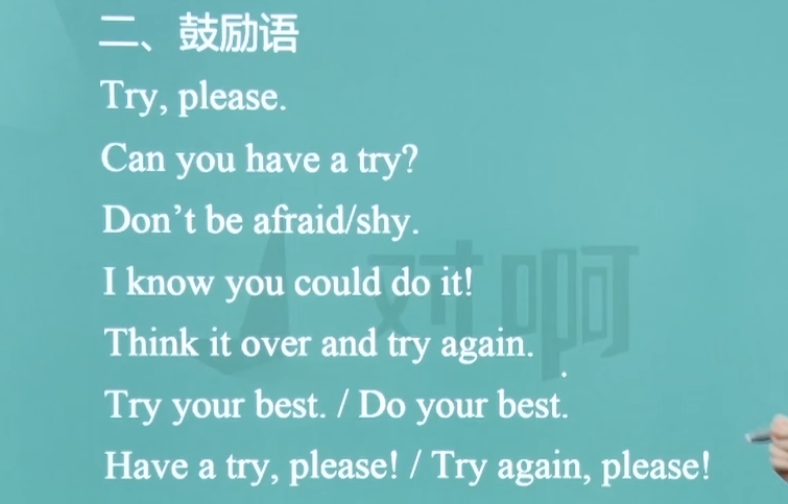 二、鼓励语
Try, please.
Can you have a try?
Don’t be afraid/shy.
I know you could do it!
对啊
Think it over and try again.
Try your best. / Do your best.
Have a try, please! / Try again, please!